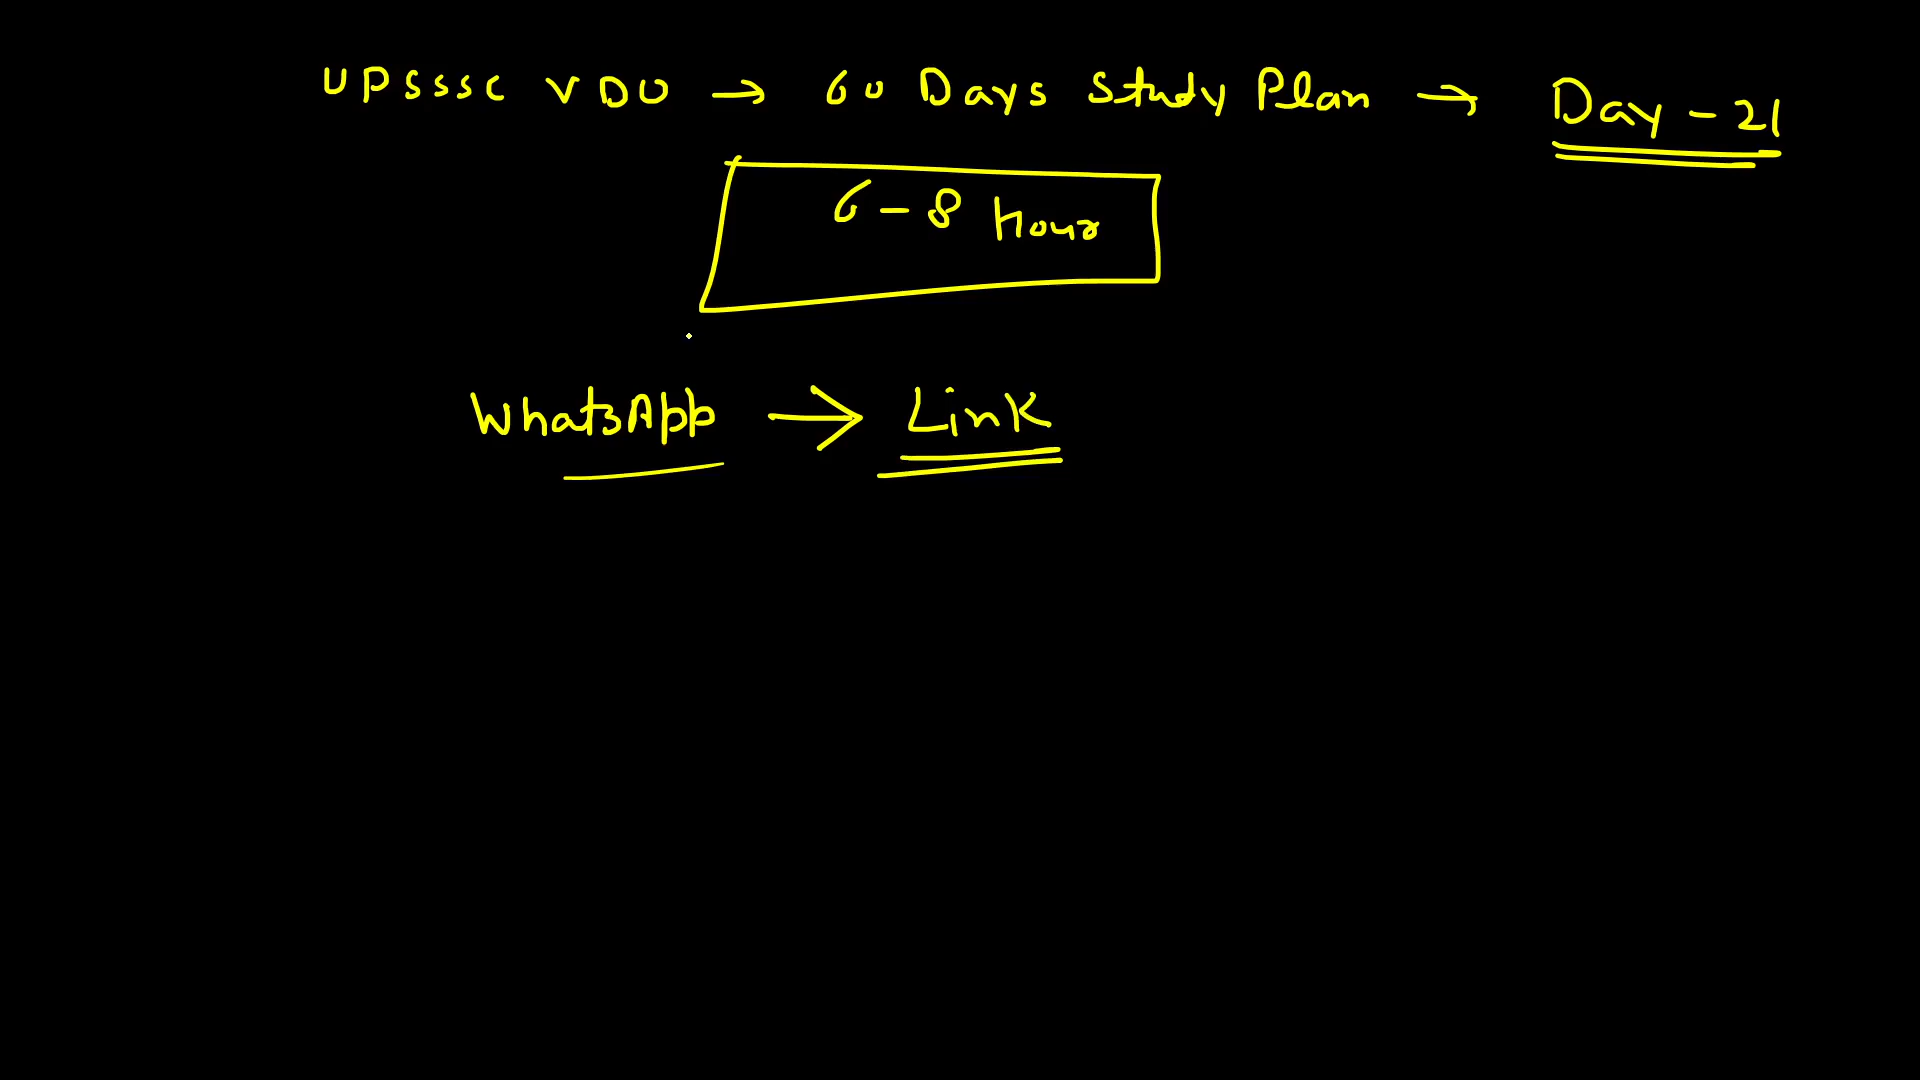 UPSSSC VDO → 60 Days Study Plan → Day - 21
6 - 8 hour
WhatsApp → Link